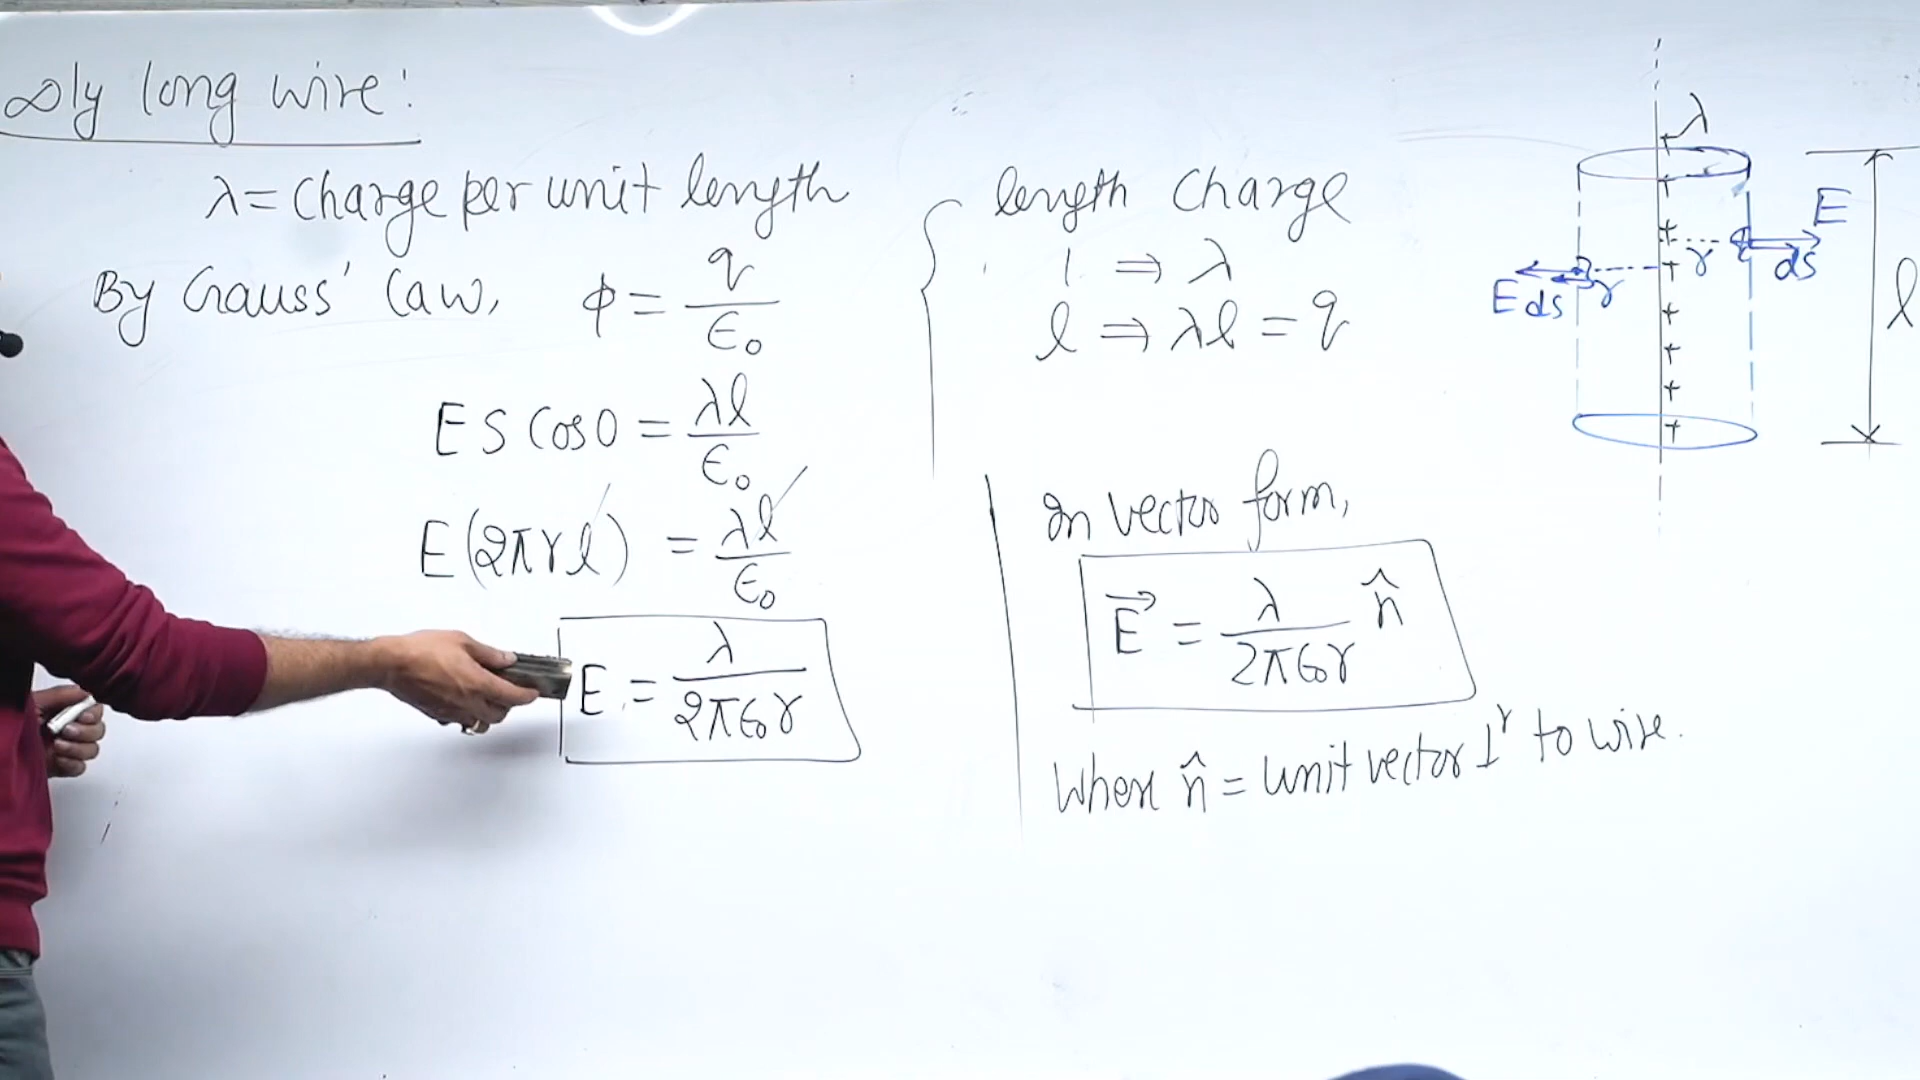 ∞ly long wire:
λ = Charge per unit length
By Gauss' Law, ϕ = q/ϵ₀
E S Cos0 = λl/ϵ₀
E(2πrl) = λl/ϵ₀
E = λ/2πϵ₀r
length Charge
1 ⇒ λ
l ⇒ λl = q
In vector form,
E⃗ = λ/2πϵ₀r n̂
Where n̂ = unit vector ⊥ʳ to wire.
λ
E
r
ds
E ds
r
l